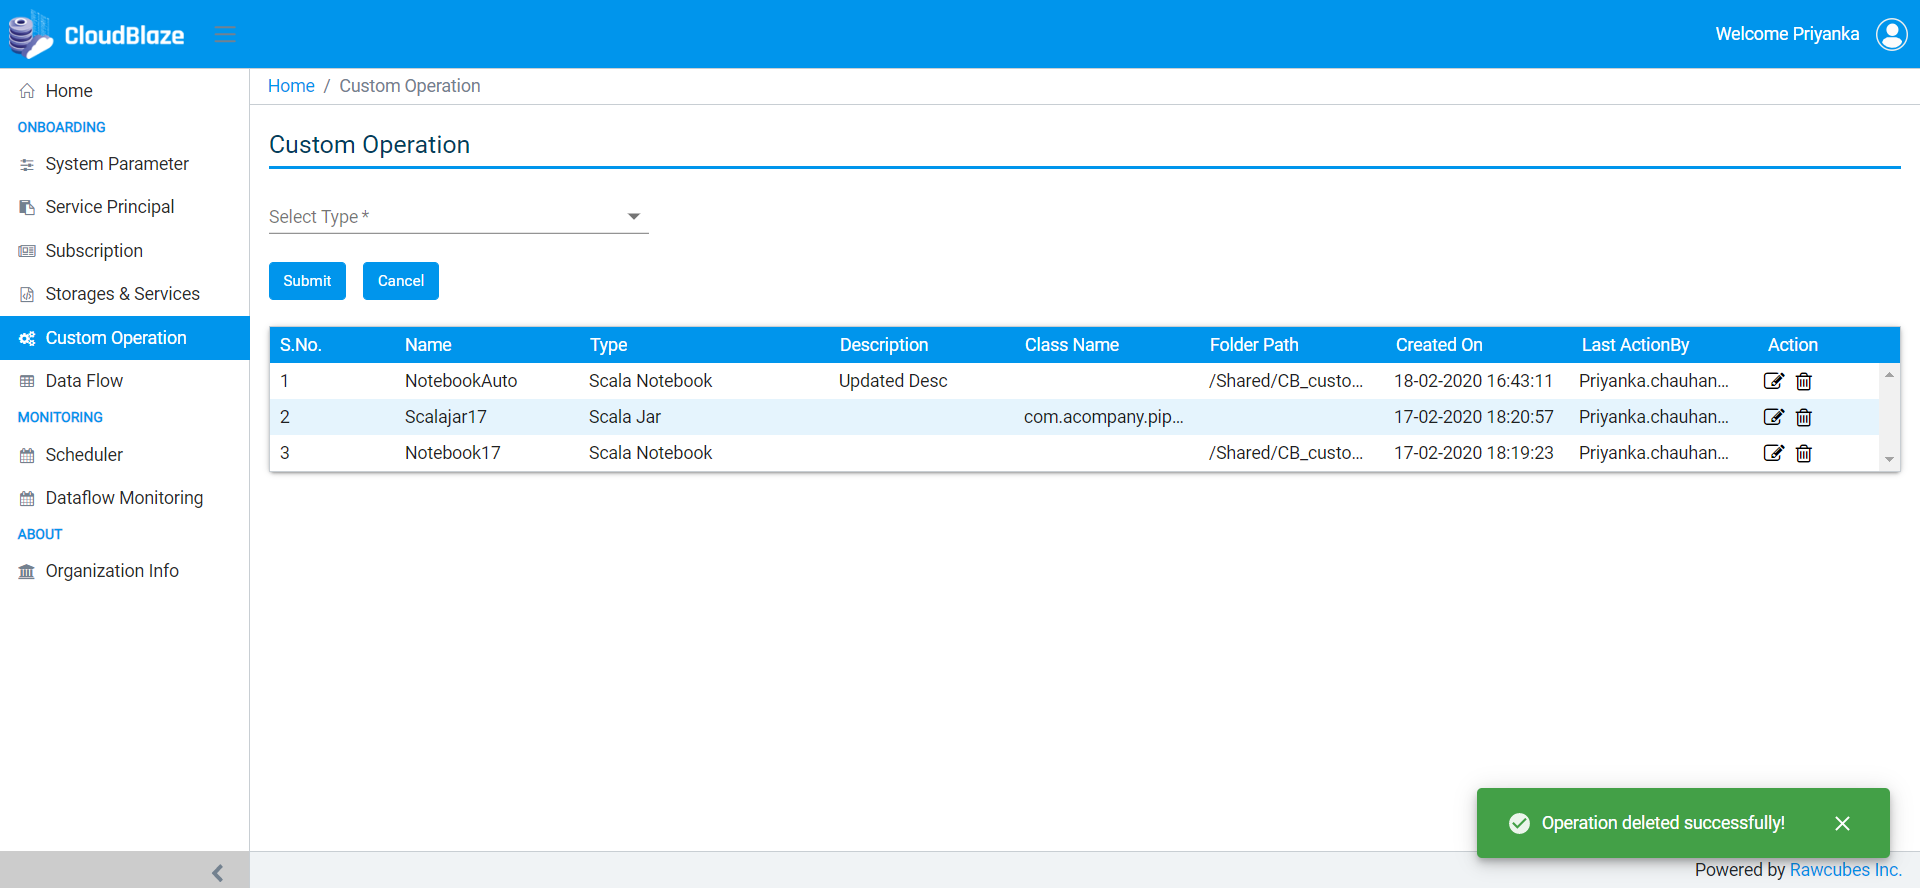 CloudBlaze
Welcome Priyanka
Home
ONBOARDING
System Parameter
Service Principal
Subscription
Storages & Services
Custom Operation
Data Flow
MONITORING
Scheduler
Dataflow Monitoring
ABOUT
Organization Info
Home / Custom Operation
Custom Operation
Select Type *
Submit Cancel
S.No. Name Type Description Class Name Folder Path Created On Last ActionBy Action
1 NotebookAuto Scala Notebook Updated Desc /Shared/CB_custo... 18-02-2020 16:43:11 Priyanka.chauhan...
2 Scalajar17 Scala Jar com.acompany.pip... 17-02-2020 18:20:57 Priyanka.chauhan...
3 Notebook17 Scala Notebook /Shared/CB_custo... 17-02-2020 18:19:23 Priyanka.chauhan...
Operation deleted successfully!
Powered by Rawcubes Inc.